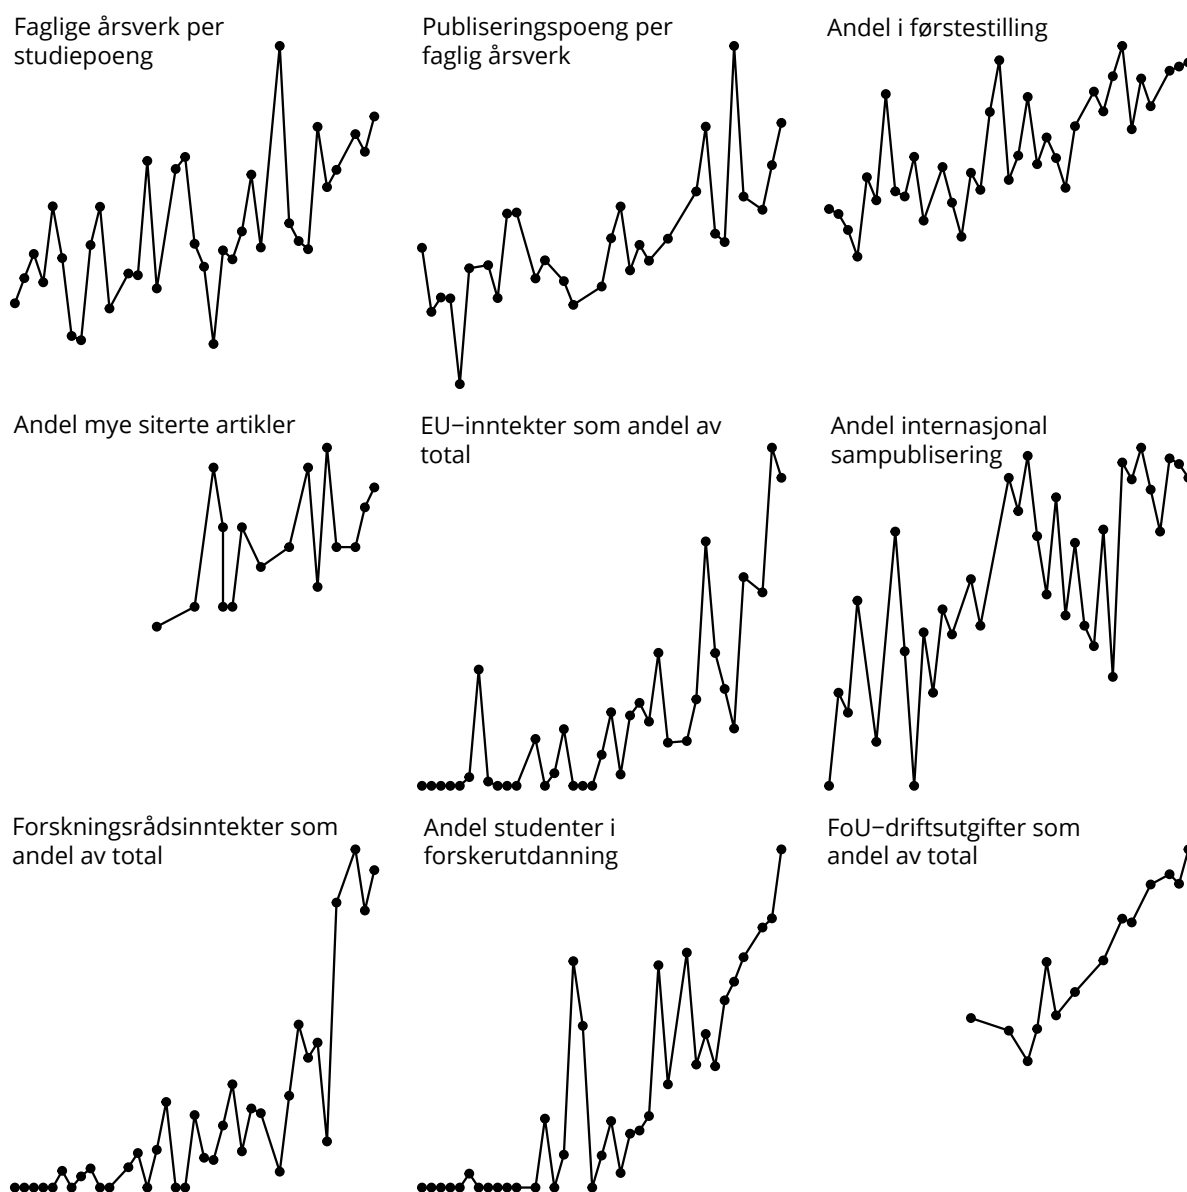 Faglige årsverk per
studiepoeng
Publiseringspoeng per
faglig årsverk
Andel i førstestilling
Andel mye siterte artikler
EU−inntekter som andel av
total
Andel internasjonal
sampublisering
Forskningsrådsinntekter som
andel av total
Andel studenter i
forskerutdanning
FoU−driftsutgifter som
andel av total